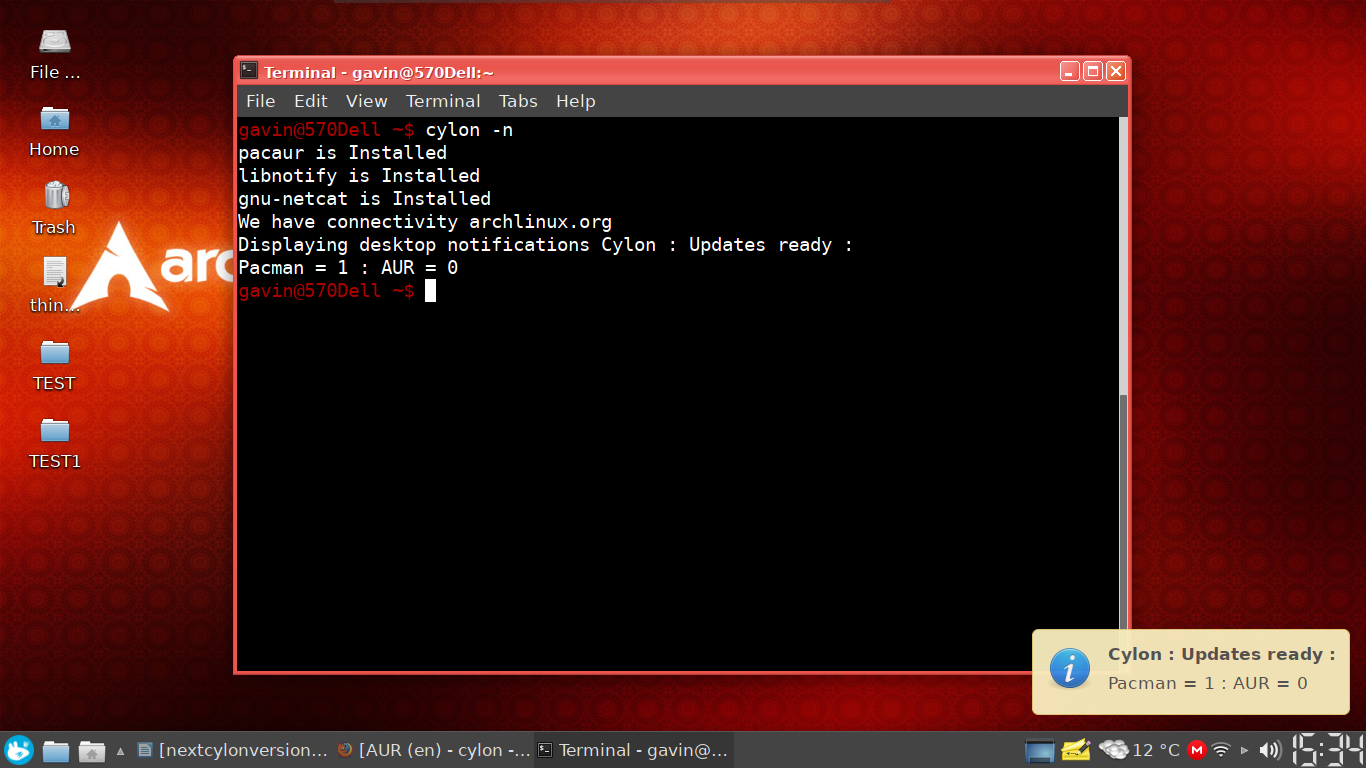 File ...
Home
Trash
thin...
TEST
TEST1
arc
Terminal - gavin@570Dell:~
File Edit View Terminal Tabs Help
gavin@570Dell ~$ cylon -n
pacaur is Installed
libnotify is Installed
gnu-netcat is Installed
We have connectivity archlinux.org
Displaying desktop notifications Cylon : Updates ready :
Pacman = 1 : AUR = 0
gavin@570Dell ~$
Cylon : Updates ready :
Pacman = 1 : AUR = 0
[nextcylonversion... [AUR (en) - cylon -... Terminal - gavin@... 12 °C M 15:34